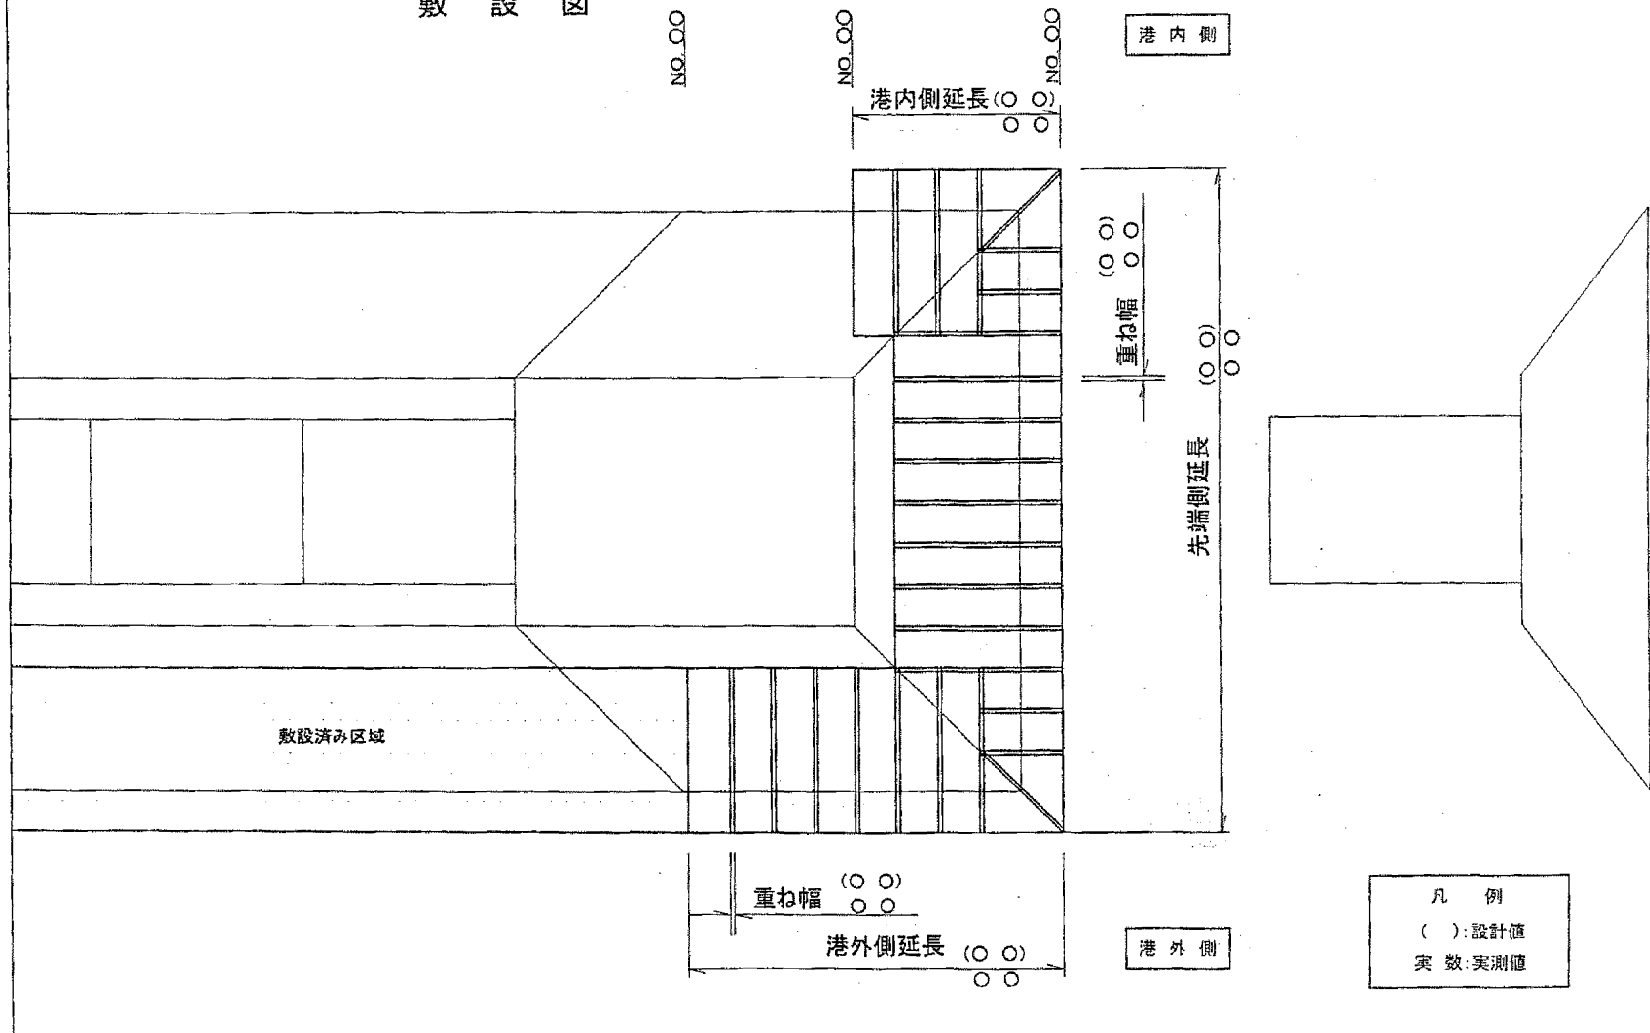 敷 設 図
NO.○○
NO.○○
NO.○○
港 内 側
港内側延長(○ ○)
○ ○
重ね幅 (○ ○)
○ ○
先端側延長 (○ ○)
○ ○
敷設済み区域
重ね幅 (○ ○)
○ ○
港外側延長 (○ ○)
○ ○
港 外 側
凡 例
( ):設計値
実 数:実測値